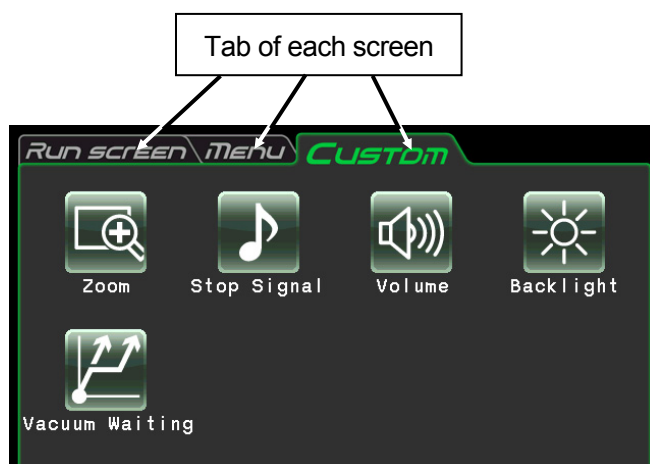 Tab of each screen
Run screen Menu Custom
Zoom Stop Signal Volume Backlight
Vacuum Waiting